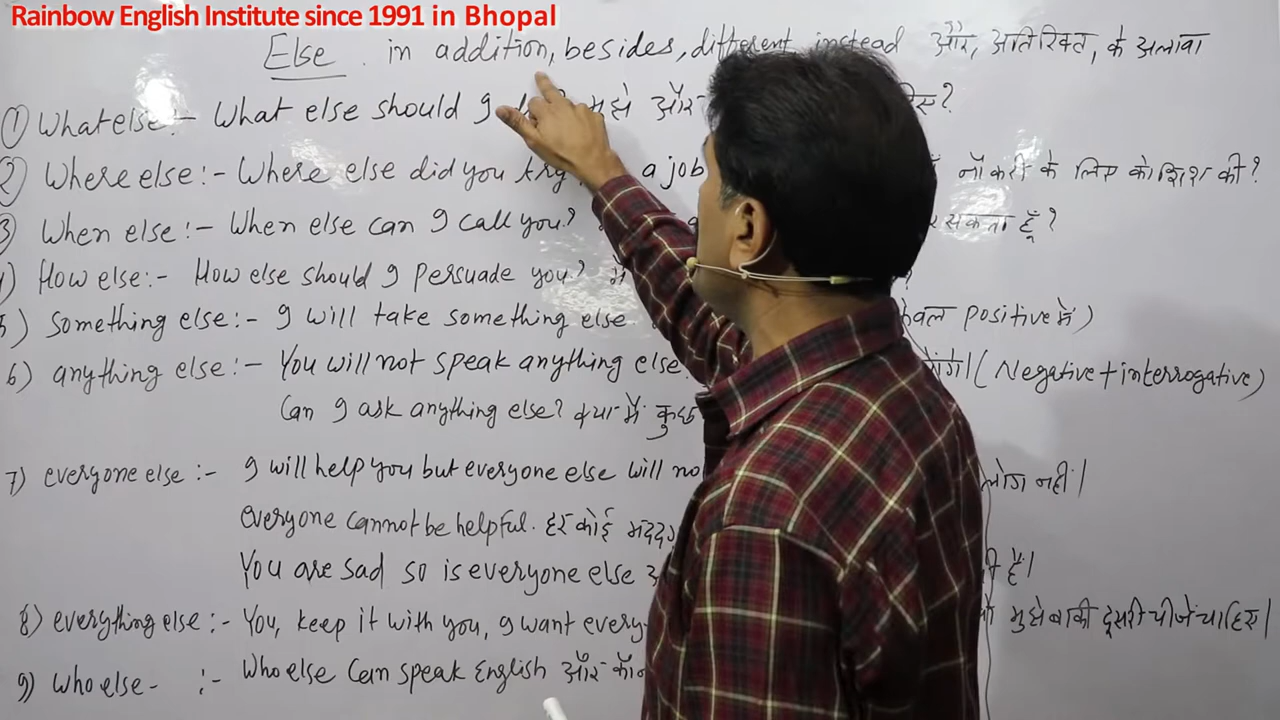 Rainbow English Institute since 1991 in Bhopal
Else in addition, besides, different instead और, अतिरिक्त, के अलावा
① What else :- What else should I मुझे और ?
② Where else :- Where else did you try a job नौकरी के लिए कोशिश की?
③ When else :- When else can I call you? सकता हूँ?
4) How else :- How else should I persuade you? मैं ?
5) Something else :- I will take something else positive में)
6) anything else :- You will not speak anything else. (Negative + interrogative)
Can I ask anything else? क्या मैं कुछ
7) everyone else :- I will help you but everyone else will लोग नहीं।
everyone cannot be helpful. हर कोई
You are sad so is everyone else हैं।
8) everything else :- You, keep it with you, I want मुझे बाकी दूसरी चीजें चाहिए।
9) Who else - :- Who else can speak English और